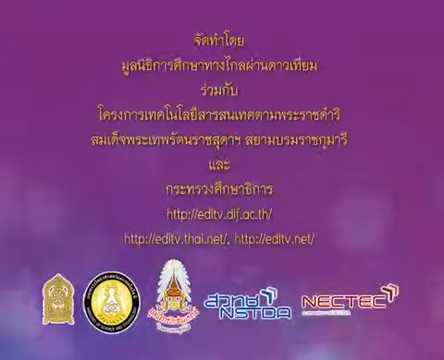 จัดทำโดย
มูลนิธิการศึกษาทางไกลผ่านดาวเทียม
ร่วมกับ
โครงการเทคโนโลยีสารสนเทศตามพระราชดำริ
สมเด็จพระเทพรัตนราชสุดาฯ สยามบรมราชกุมารี
และ
กระทรวงศึกษาธิการ
http://edltv.dlf.ac.th/
http://edltv.thai.net/, http://edltv.net/
สวทช NECTEC
NSTDA